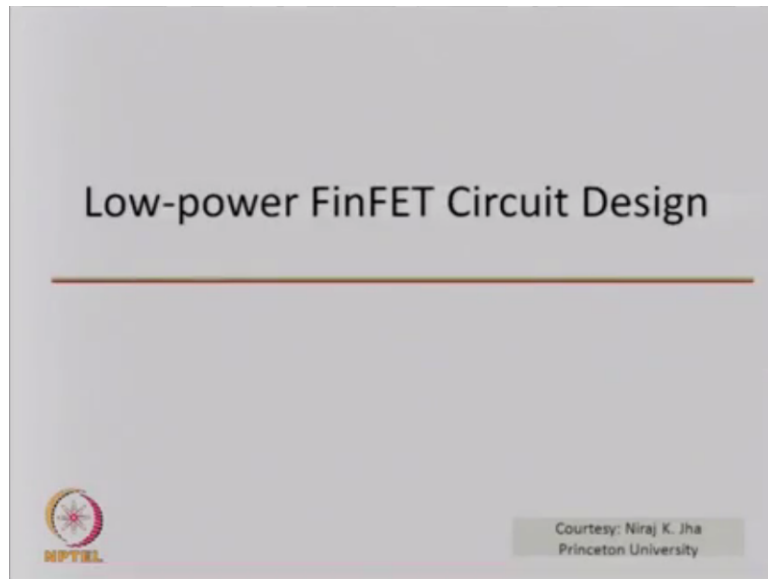 Low-power FinFET Circuit Design
NPTEL
Courtesy: Niraj K. Jha
Princeton University